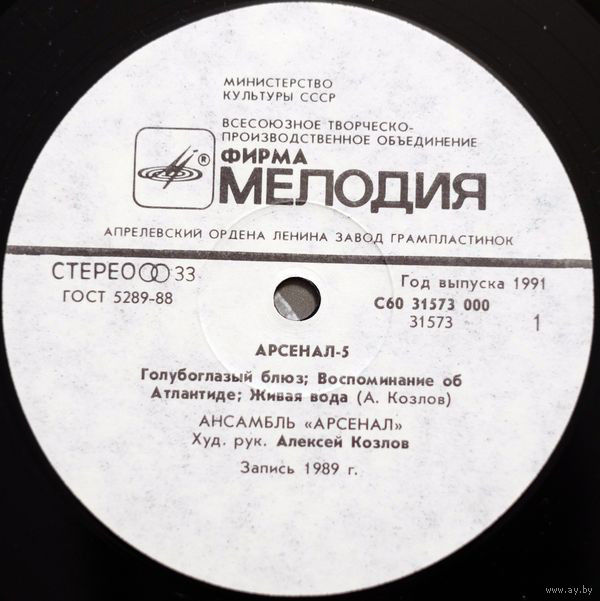 МИНИСТЕРСТВО
КУЛЬТУРЫ СССР
ВСЕСОЮЗНОЕ ТВОРЧЕСКО-
ПРОИЗВОДСТВЕННОЕ ОБЪЕДИНЕНИЕ
® ФИРМА
МЕЛОДИЯ
АПРЕЛЕВСКИЙ ОРДЕНА ЛЕНИНА ЗАВОД ГРАМПЛАСТИНОК
СТЕРЕО 33
ГОСТ 5289-88
Год выпуска 1991
С60 31573 000
31573 1
АРСЕНАЛ-5
Голубоглазый блюз; Воспоминание об
Атлантиде; Живая вода (А. Козлов)
АНСАМБЛЬ «АРСЕНАЛ»
Худ. рук. Алексей Козлов
Запись 1989 г.
www.ay.by